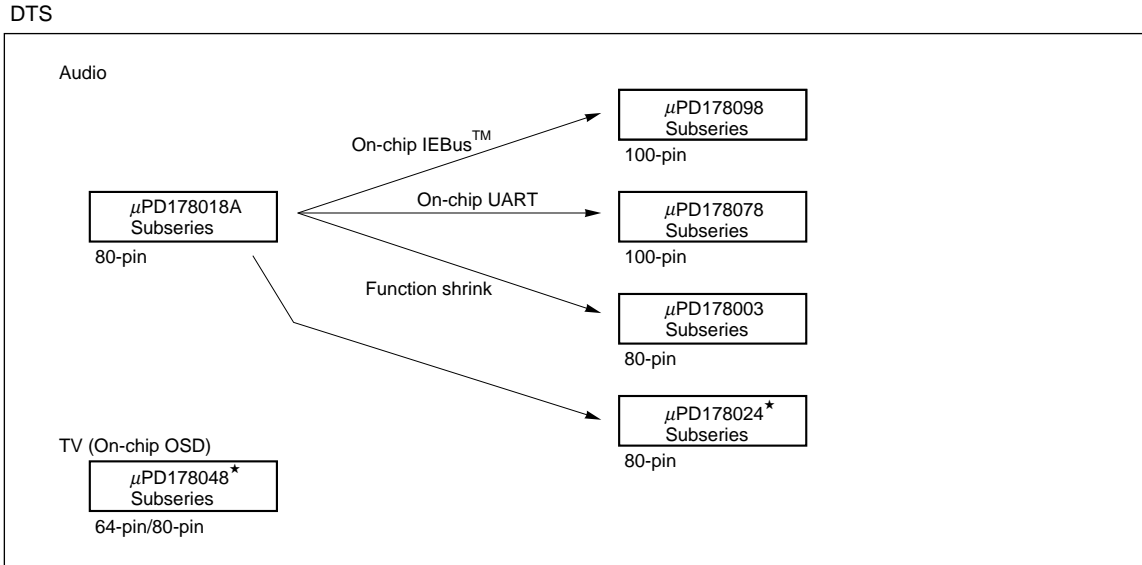 DTS
Audio
μPD178098
Subseries
100-pin
On-chip IEBus™
μPD178018A
Subseries
80-pin
On-chip UART
μPD178078
Subseries
100-pin
Function shrink
μPD178003
Subseries
80-pin
μPD178024★
Subseries
80-pin
TV (On-chip OSD)
μPD178048★
Subseries
64-pin/80-pin